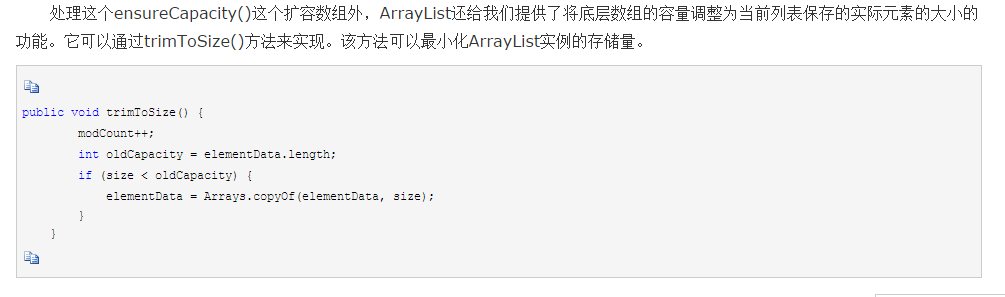 处理这个ensureCapacity()这个扩容数组外，ArrayList还给我们提供了将底层数组的容量调整为当前列表保存的实际元素的大小的
功能。它可以通过trimToSize()方法来实现。该方法可以最小化ArrayList实例的存储量。
public void trimToSize() {
modCount++;
int oldCapacity = elementData.length;
if (size < oldCapacity) {
elementData = Arrays.copyOf(elementData, size);
}
}